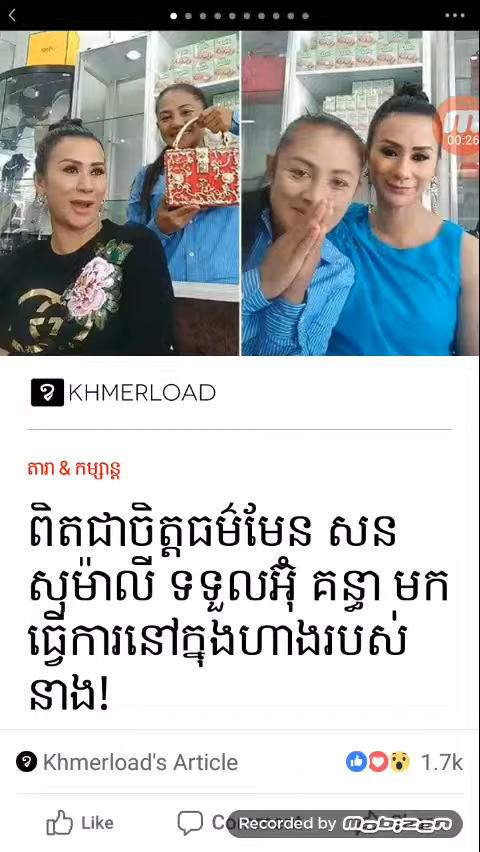 00:26
KHMERLOAD
តារា & កម្សាន្ត
ពិតជាចិត្តធម៌មែន សន
សុម៉ាលី ទទួលអ៊ុំ គន្ធា មក
ធ្វើការនៅក្នុងហាងរបស់
នាង!
Khmerload's Article
1.7k
Like
Recorded by MOBIZEN